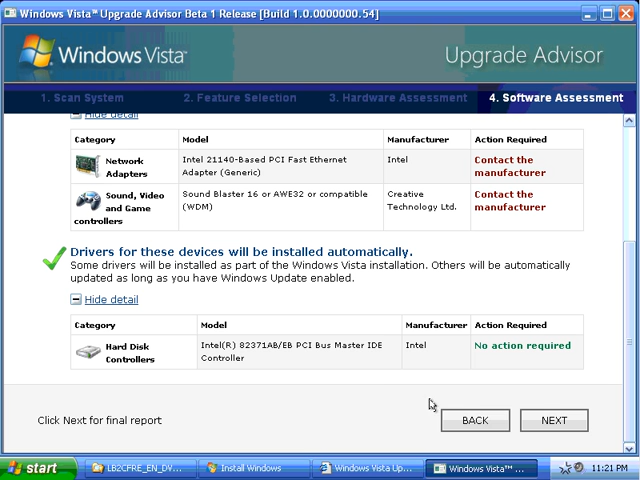 Windows Vista™ Upgrade Advisor Beta 1 Release [Build 1.0.0000000.54]
Windows Vista™
Upgrade Advisor
1. Scan System
2. Feature Selection
3. Hardware Assessment
4. Software Assessment
Hide detail
Category
Model
Manufacturer
Action Required
Network
Adapters
Intel 21140-Based PCI Fast Ethernet
Adapter (Generic)
Intel
Contact the
manufacturer
Sound, Video
and Game
controllers
Sound Blaster 16 or AWE32 or compatible
(WDM)
Creative
Technology Ltd.
Contact the
manufacturer
Drivers for these devices will be installed automatically.
Some drivers will be installed as part of the Windows Vista installation. Others will be automatically
updated as long as you have Windows Update enabled.
Hide detail
Category
Model
Manufacturer
Action Required
Hard Disk
Controllers
Intel(R) 82371AB/EB PCI Bus Master IDE
Controller
Intel
No action required
Click Next for final report
BACK
NEXT
start
LB2CFRE_EN_DV...
Install Windows
Windows Vista Up...
Windows Vista™ ...
11:21 PM